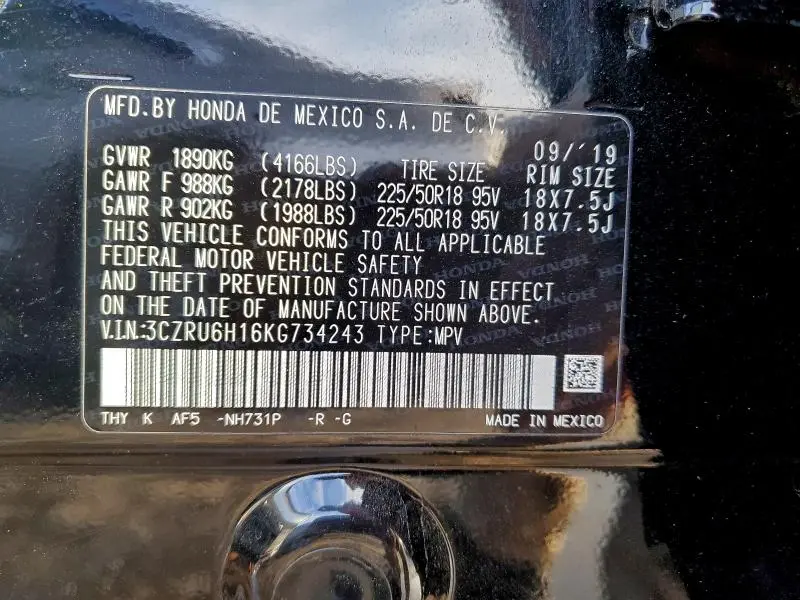 MFD.BY HONDA DE MEXICO S.A. DE C.V.
09/'19
GVWR 1890KG (4166LBS) TIRE SIZE RIM SIZE
GAWR F 988KG (2178LBS) 225/50R18 95V 18X7.5J
GAWR R 902KG (1988LBS) 225/50R18 95V 18X7.5J
THIS VEHICLE CONFORMS TO ALL APPLICABLE
FEDERAL MOTOR VEHICLE SAFETY
AND THEFT PREVENTION STANDARDS IN EFFECT
ON THE DATE OF MANUFACTURE SHOWN ABOVE.
V.I.N:3CZRU6H16KG734243 TYPE:MPV
THY K AF5 -NH731P -R -G MADE IN MEXICO